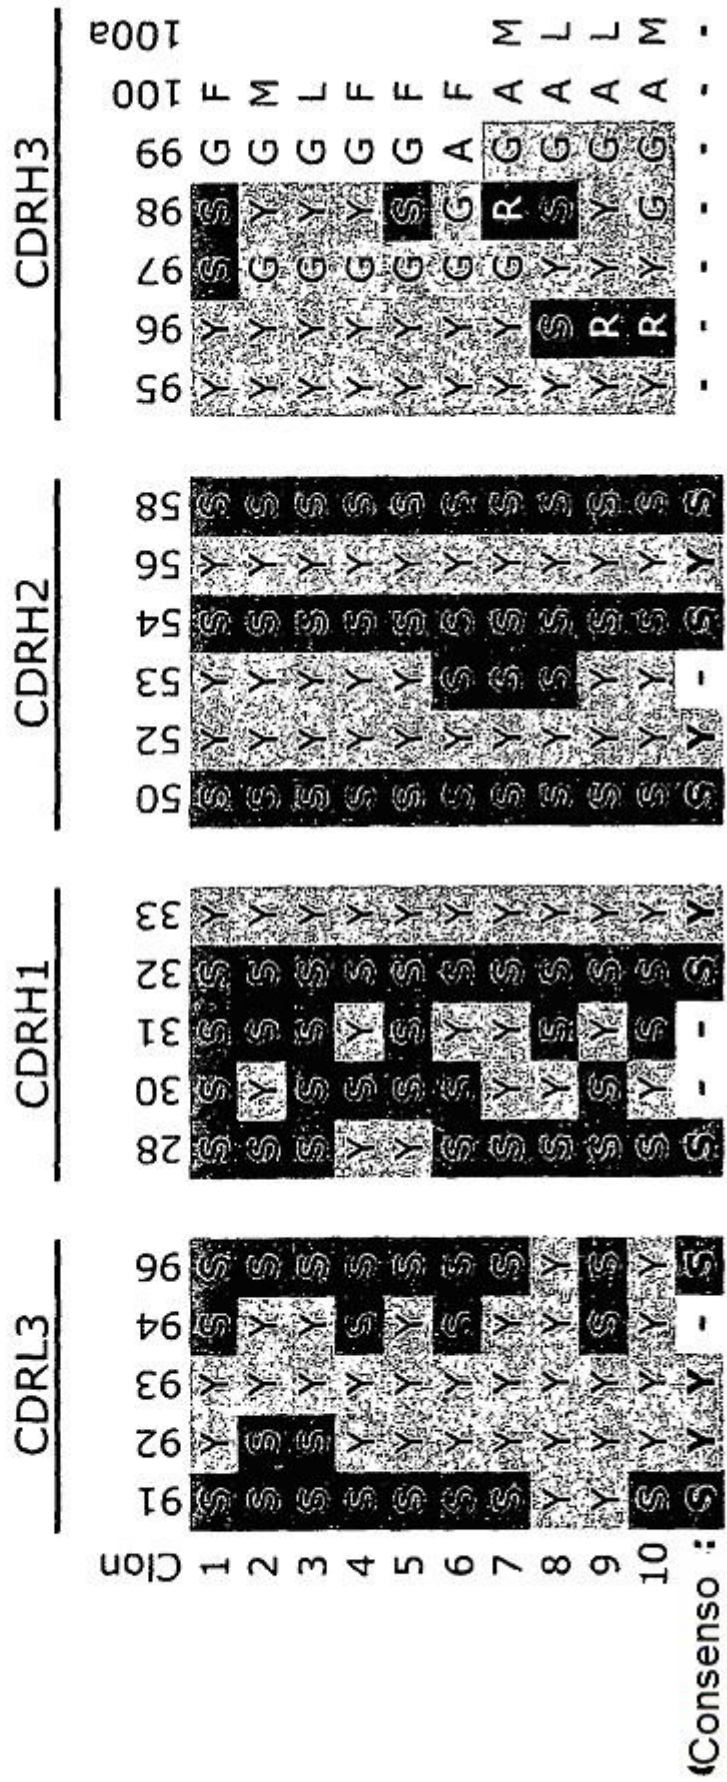 CDRL3 CDRH1 CDRH2 CDRH3
Clon 91 92 93 94 96 28 30 31 32 33 50 52 53 54 56 58 95 96 97 98 99 100 100a
1 S Y Y S S S S S S Y S Y Y S Y S Y Y S S G F
2 S S Y Y S S Y S S Y S Y Y S Y S Y Y G Y G M
3 S S Y Y S S S S S Y S Y Y S Y S Y Y G Y G L
4 S Y Y S S Y S Y S Y S Y Y S Y S Y Y G Y G F
5 S Y Y Y S Y S S S Y S Y Y S Y S Y Y G S G F
6 S Y Y S S S S Y S Y S Y S S Y S Y Y G G A F
7 S Y Y Y S S Y Y S Y S Y S S Y S Y Y G R G A M
8 Y Y Y Y Y S Y S S Y S Y S S Y S Y S Y S G A L
9 Y Y Y S S S S Y S Y S Y Y S Y S Y R Y Y G A L
10 S Y Y Y Y S Y S S Y S Y Y S Y S Y R Y G G A M
(Consenso : S Y Y - S S - - S Y S Y - S Y S - - - - - - -